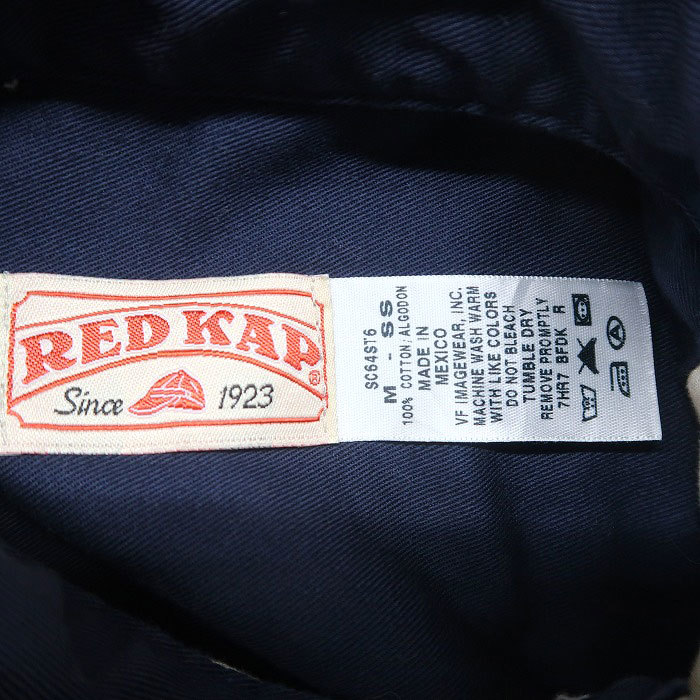 RED KAP®
Since 1923
SC64ST6
M - SS
100% COTTON/ALGODON
MADE IN
MEXICO
VF IMAGEWEAR, INC.
MACHINE WASH WARM
WITH LIKE COLORS
DO NOT BLEACH
TUMBLE DRY
REMOVE PROMPTLY
7HR7 BFDK R